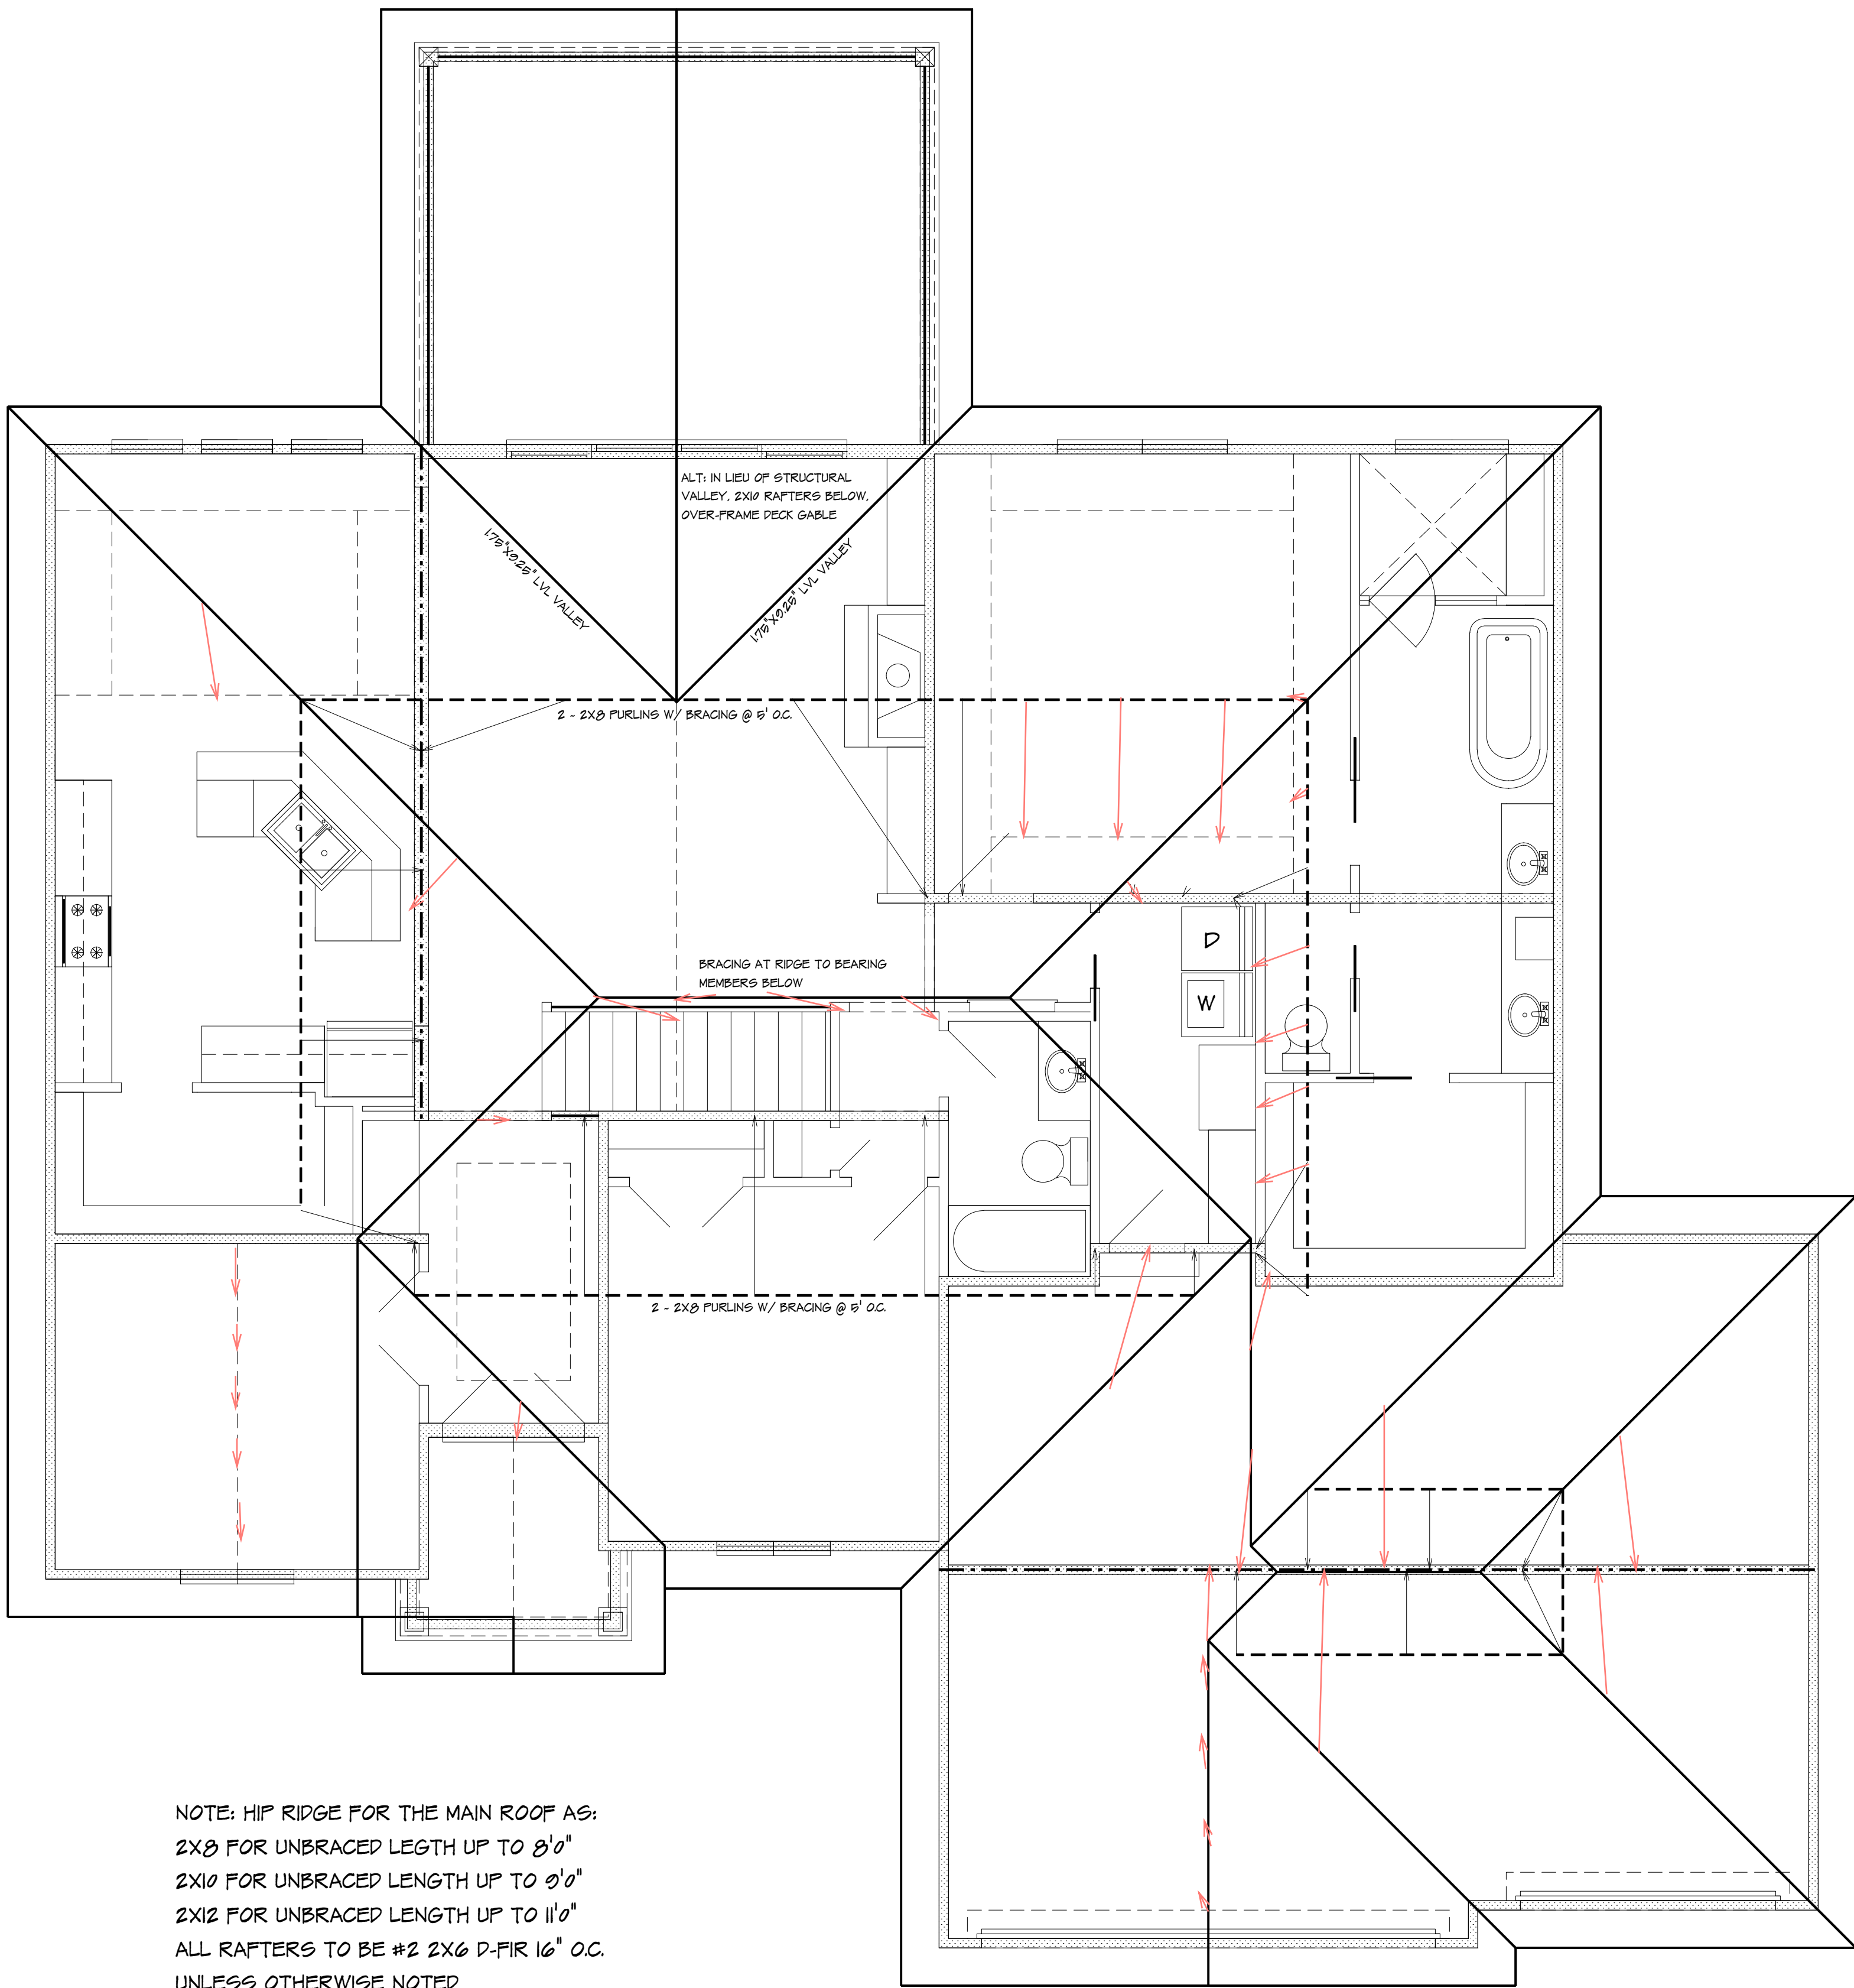 ALT: IN LIEU OF STRUCTURAL
VALLEY, 2X10 RAFTERS BELOW,
OVER-FRAME DECK GABLE
1.75"X9.25" LVL VALLEY
1.75"X9.25" LVL VALLEY
2 - 2X8 PURLINS W/ BRACING @ 5' O.C.
D
BRACING AT RIDGE TO BEARING
MEMBERS BELOW
W
2 - 2X8 PURLINS W/ BRACING @ 5' O.C.
NOTE: HIP RIDGE FOR THE MAIN ROOF AS:
2X8 FOR UNBRACED LEGTH UP TO 8'0"
2X10 FOR UNBRACED LENGTH UP TO 9'0"
2X12 FOR UNBRACED LENGTH UP TO 11'0"
ALL RAFTERS TO BE #2 2X6 D-FIR 16" O.C.
UNLESS OTHERWISE NOTED